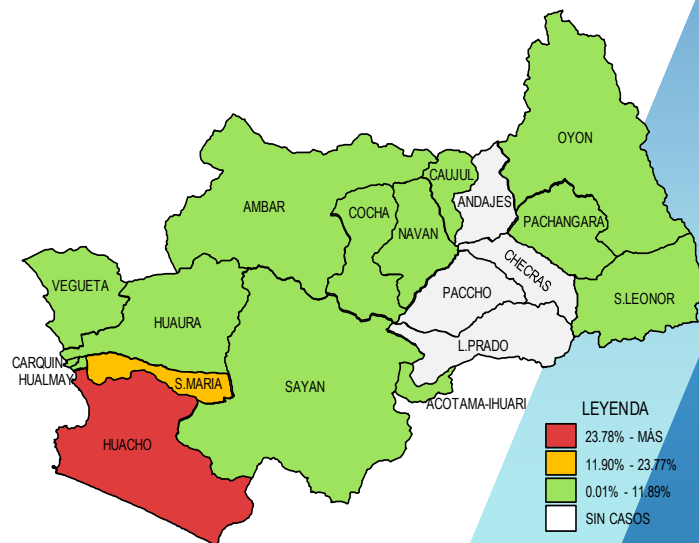 OYON
CAUJUL
ANDAJES
AMBAR
COCHA
NAVAN
PACHANGARA
CHECRAS
VEGUETA
PACCHO
S.LEONOR
HUAURA
L.PRADO
CARQUIN
HUALMAY
S.MARIA
SAYAN
ACOTAMA-IHUARI
HUACHO
LEYENDA
23.78% - MÁS
11.90% - 23.77%
0.01% - 11.89%
SIN CASOS